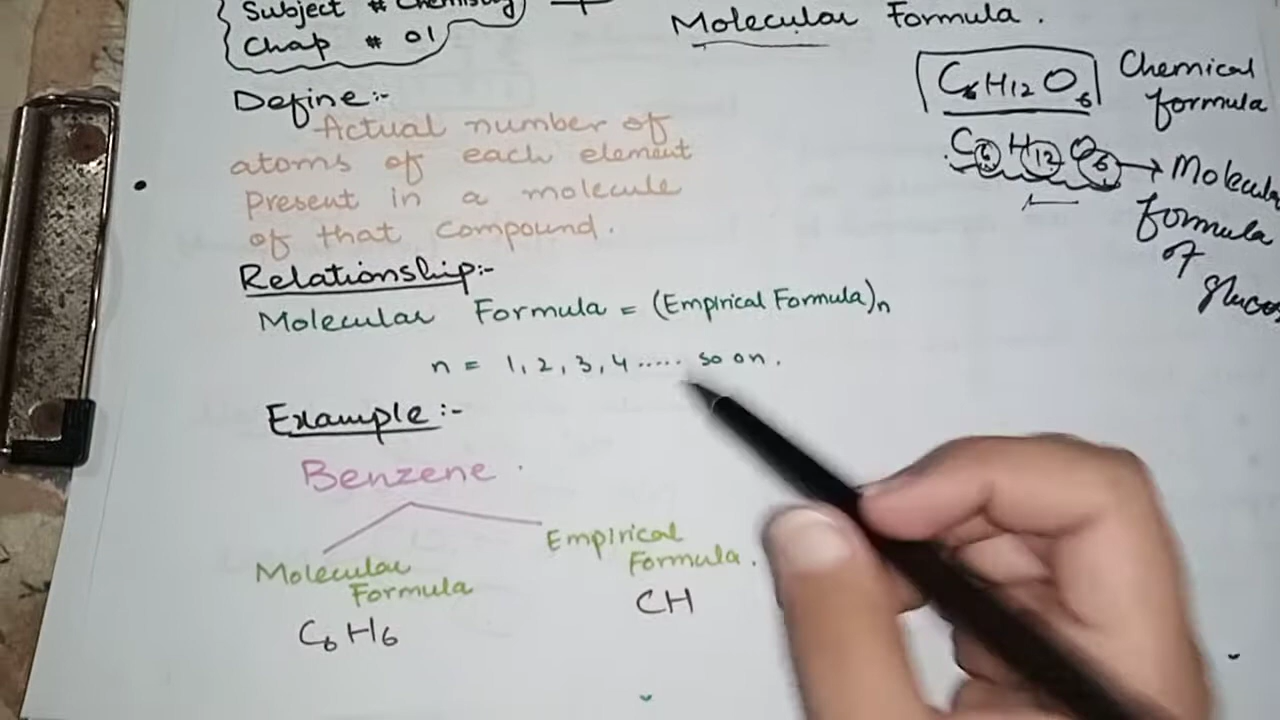 Subject # Chemistry
Chap # 01
Molecular Formula.
C6H12O6 Chemical
formula
C6H12O6 → Molecula
formula
of
glucos
Define:-
Actual number of
atoms of each element
Present in a molecule
of that compound.
Relationship:-
Molecular Formula = (Empirical Formula)n
n = 1, 2, 3, 4 ..... so on.
Example:-
Benzene.
Molecular
Formula
C6H6
Empirical
Formula.
CH